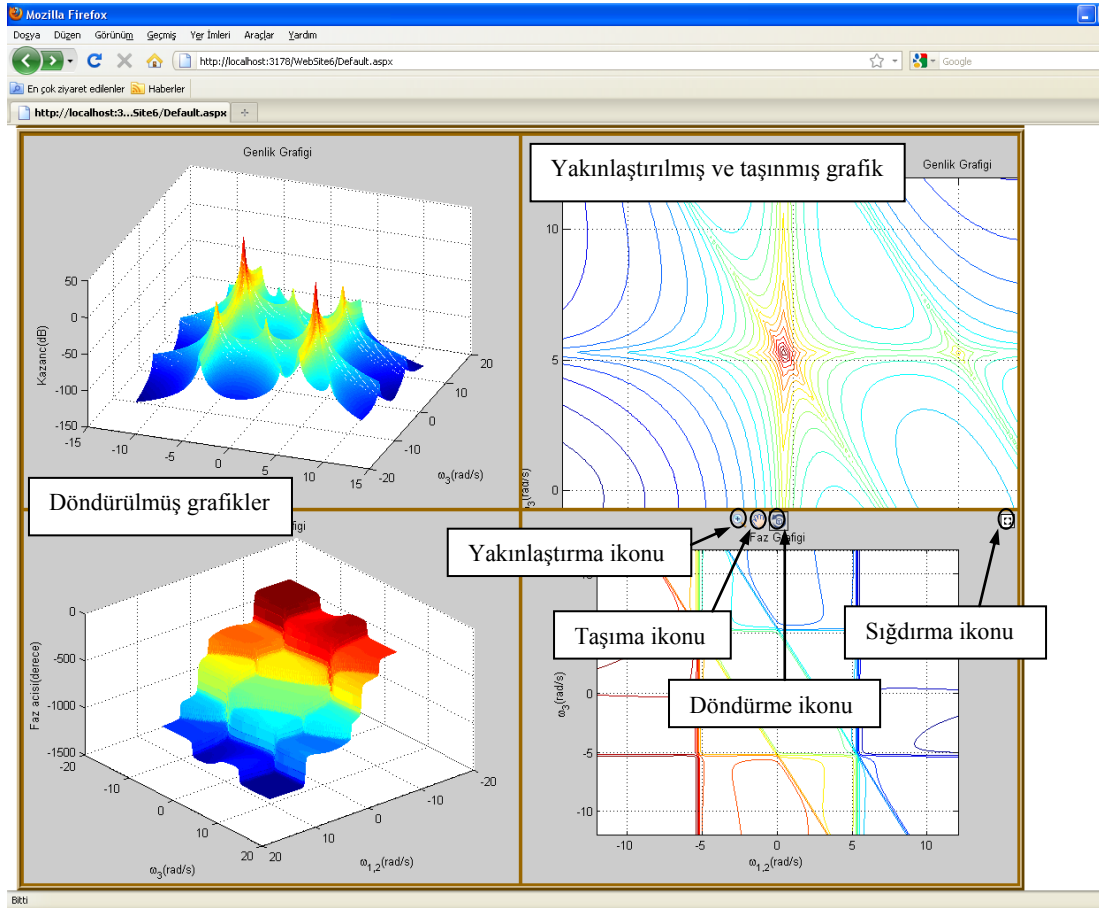 Mozilla Firefox
Dosya Düzen Görünüm Geçmiş Yer İmleri Araçlar Yardım
http://localhost:3178/WebSite6/Default.aspx
Google
En çok ziyaret edilenler Haberler
http://localhost:3...Site6/Default.aspx
Genlik Grafigi
Kazanc(dB)
50
0
-50
-100
-150
-15
-10
-5
0
5
10
15
-20
-10
0
10
20
ω3(rad/s)
Yakınlaştırılmış ve taşınmış grafik
Genlik Grafigi
10
5
0
ω3(rad/s)
-10
-5
0
5
10
Döndürülmüş grafikler
Yakınlaştırma ikonu
Taşıma ikonu
Döndürme ikonu
Sığdırma ikonu
Faz acisi(derece)
0
-500
-1000
-1500
-20
-10
0
10
20
ω3(rad/s)
20
10
0
-10
-20
ω1,2(rad/s)
Faz Grafigi
ω3(rad/s)
0
-5
-10
ω1,2(rad/s)
Bitti